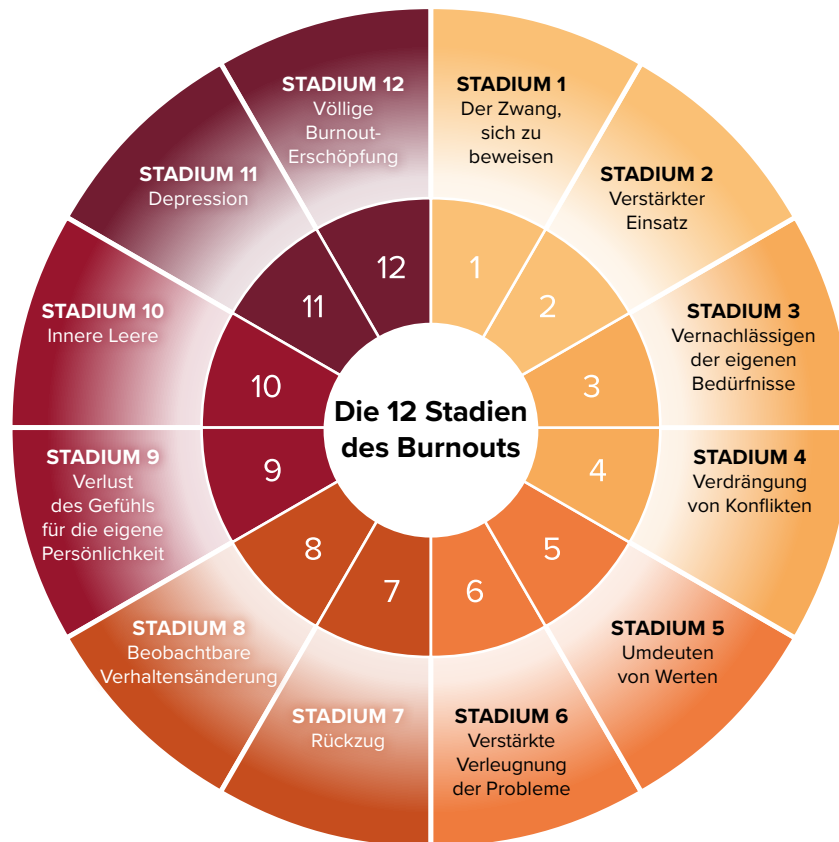 Die 12 Stadien
des Burnouts
STADIUM 1
Der Zwang,
sich zu
beweisen
STADIUM 2
Verstärkter
Einsatz
STADIUM 3
Vernachlässigen
der eigenen
Bedürfnisse
STADIUM 4
Verdrängung
von Konflikten
STADIUM 5
Umdeuten
von Werten
STADIUM 6
Verstärkte
Verleugnung
der Probleme
STADIUM 7
Rückzug
STADIUM 8
Beobachtbare
Verhaltensänderung
STADIUM 9
Verlust
des Gefühls
für die eigene
Persönlichkeit
STADIUM 10
Innere Leere
STADIUM 11
Depression
STADIUM 12
Völlige
Burnout-
Erschöpfung
1
2
3
4
5
6
7
8
9
10
11
12